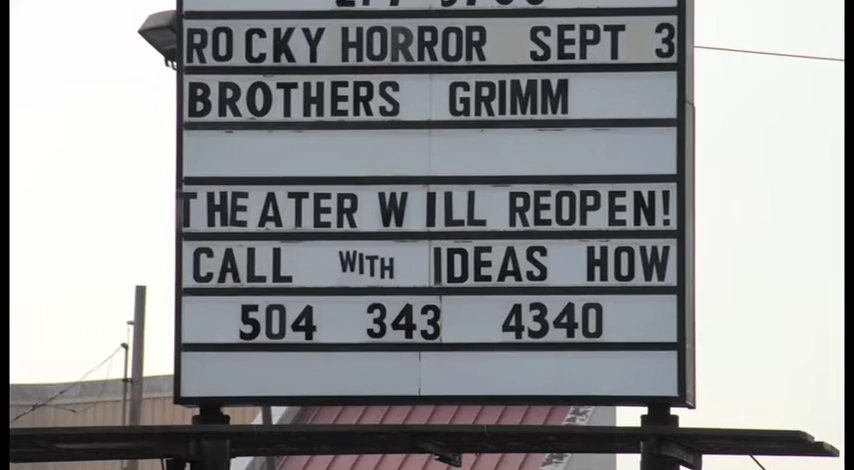 ROCKY HORROR SEPT 3
BROTHERS GRIMM
THEATER WILL REOPEN!
CALL WITH IDEAS HOW
504 343 4340